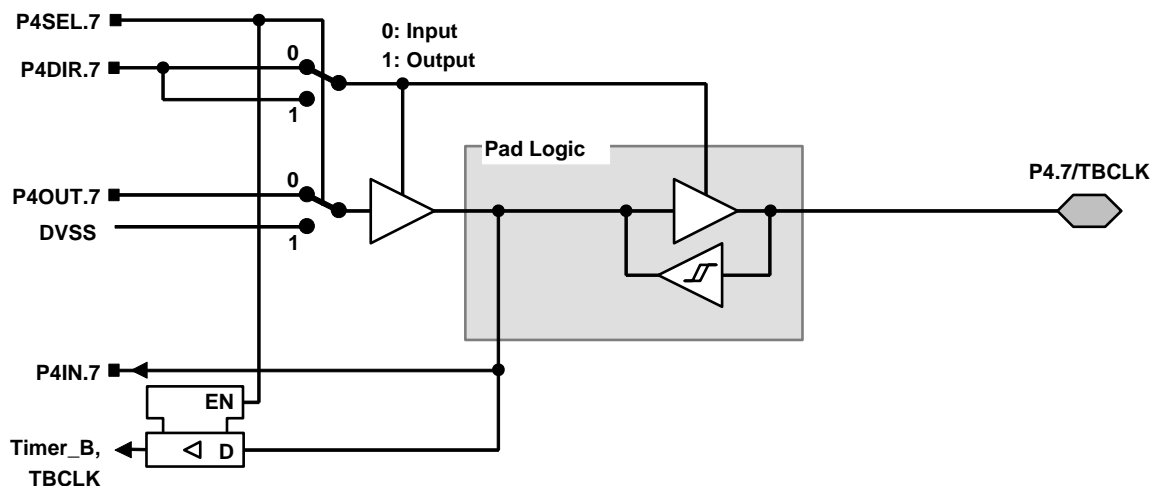 P4SEL.7
0: Input
1: Output
0
P4DIR.7
1
Pad Logic
P4.7/TBCLK
0
P4OUT.7
DVSS
1
P4IN.7
EN
Timer_B,
TBCLK
D